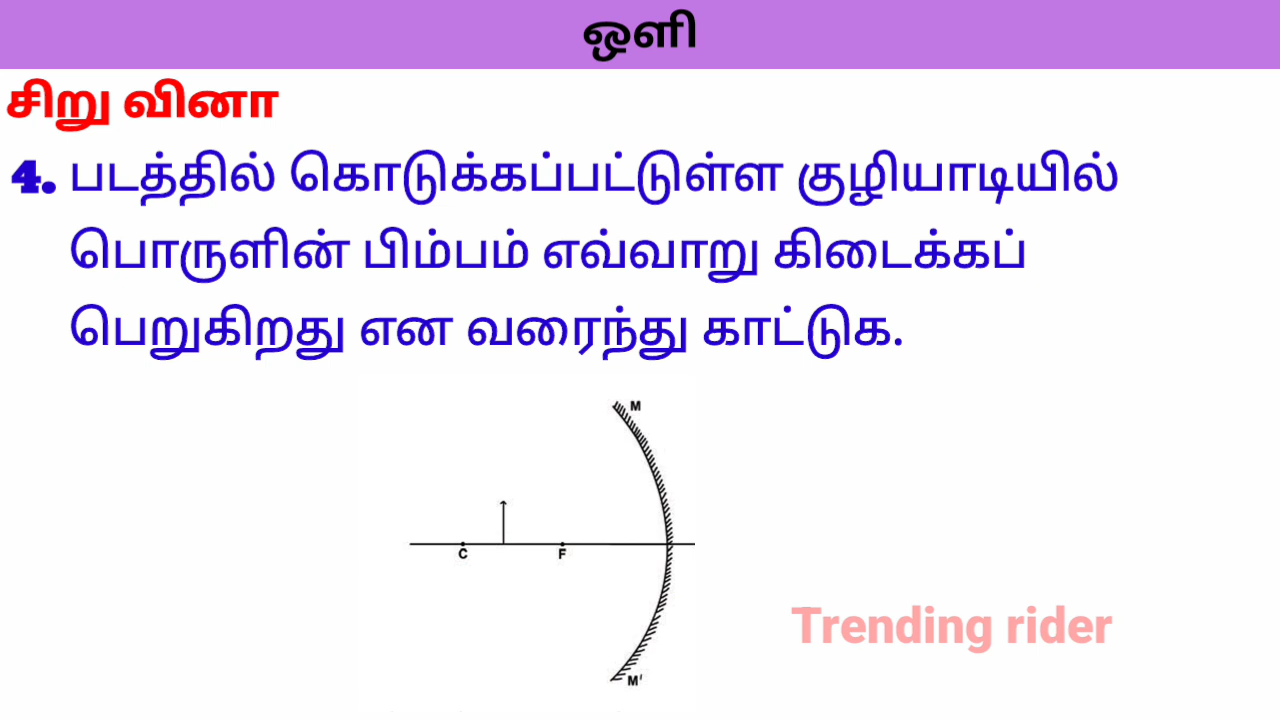 ஒளி
சிறு வினா
4. படத்தில் கொடுக்கப்பட்டுள்ள குழியாடியில்
பொருளின் பிம்பம் எவ்வாறு கிடைக்கப்
பெறுகிறது என வரைந்து காட்டுக.
M
C F
Trending rider
M'